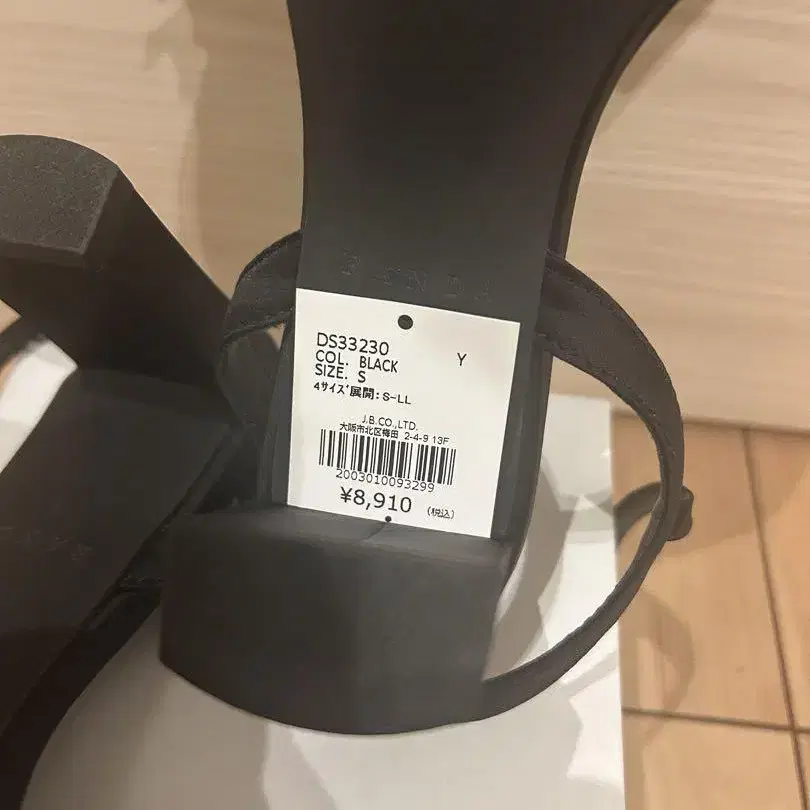 DS33230 Y
COL. BLACK
SIZE. S
4サイズ展開:S-LL
J.B.CO.,LTD.
大阪市北区梅田 2-4-9 13F
2003010093299
¥8,910 (税込)